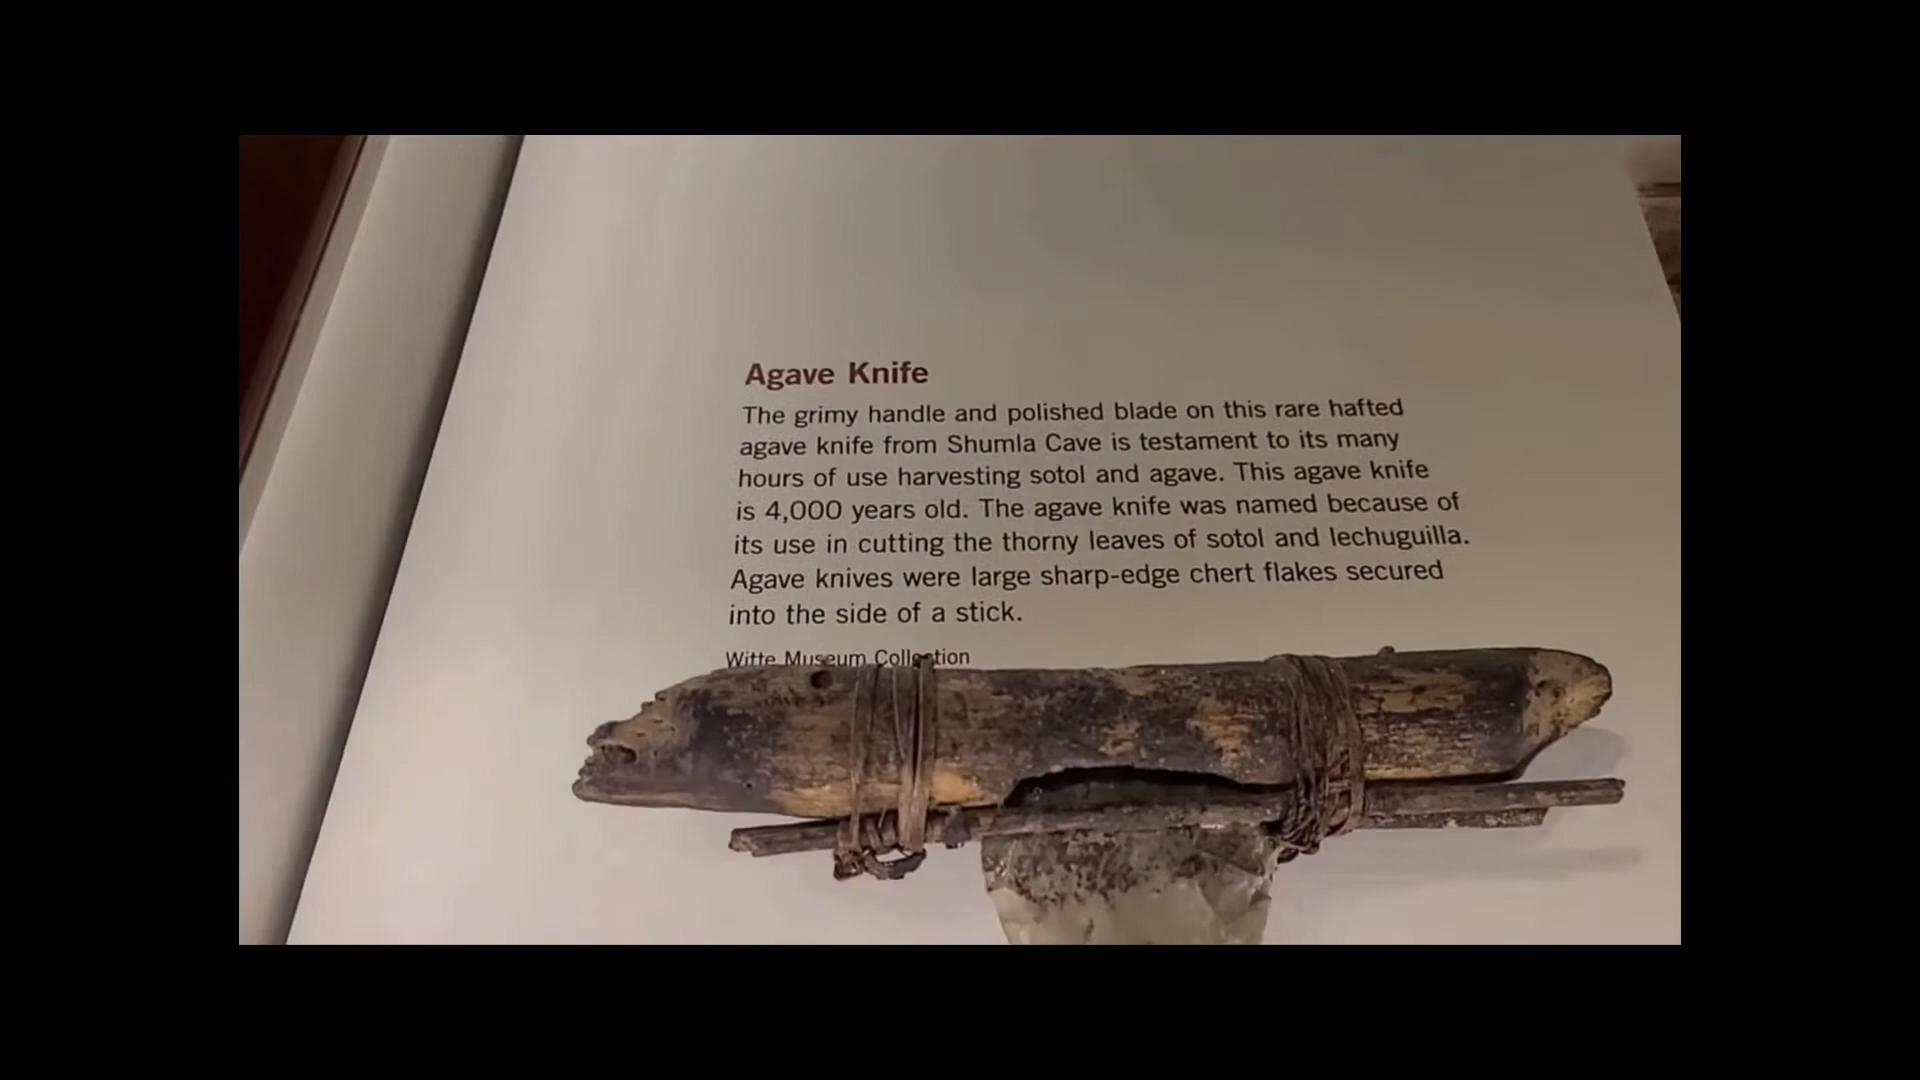 Agave Knife
The grimy handle and polished blade on this rare hafted
agave knife from Shumla Cave is testament to its many
hours of use harvesting sotol and agave. This agave knife
is 4,000 years old. The agave knife was named because of
its use in cutting the thorny leaves of sotol and lechuguilla.
Agave knives were large sharp-edge chert flakes secured
into the side of a stick.
Witte Museum Collection